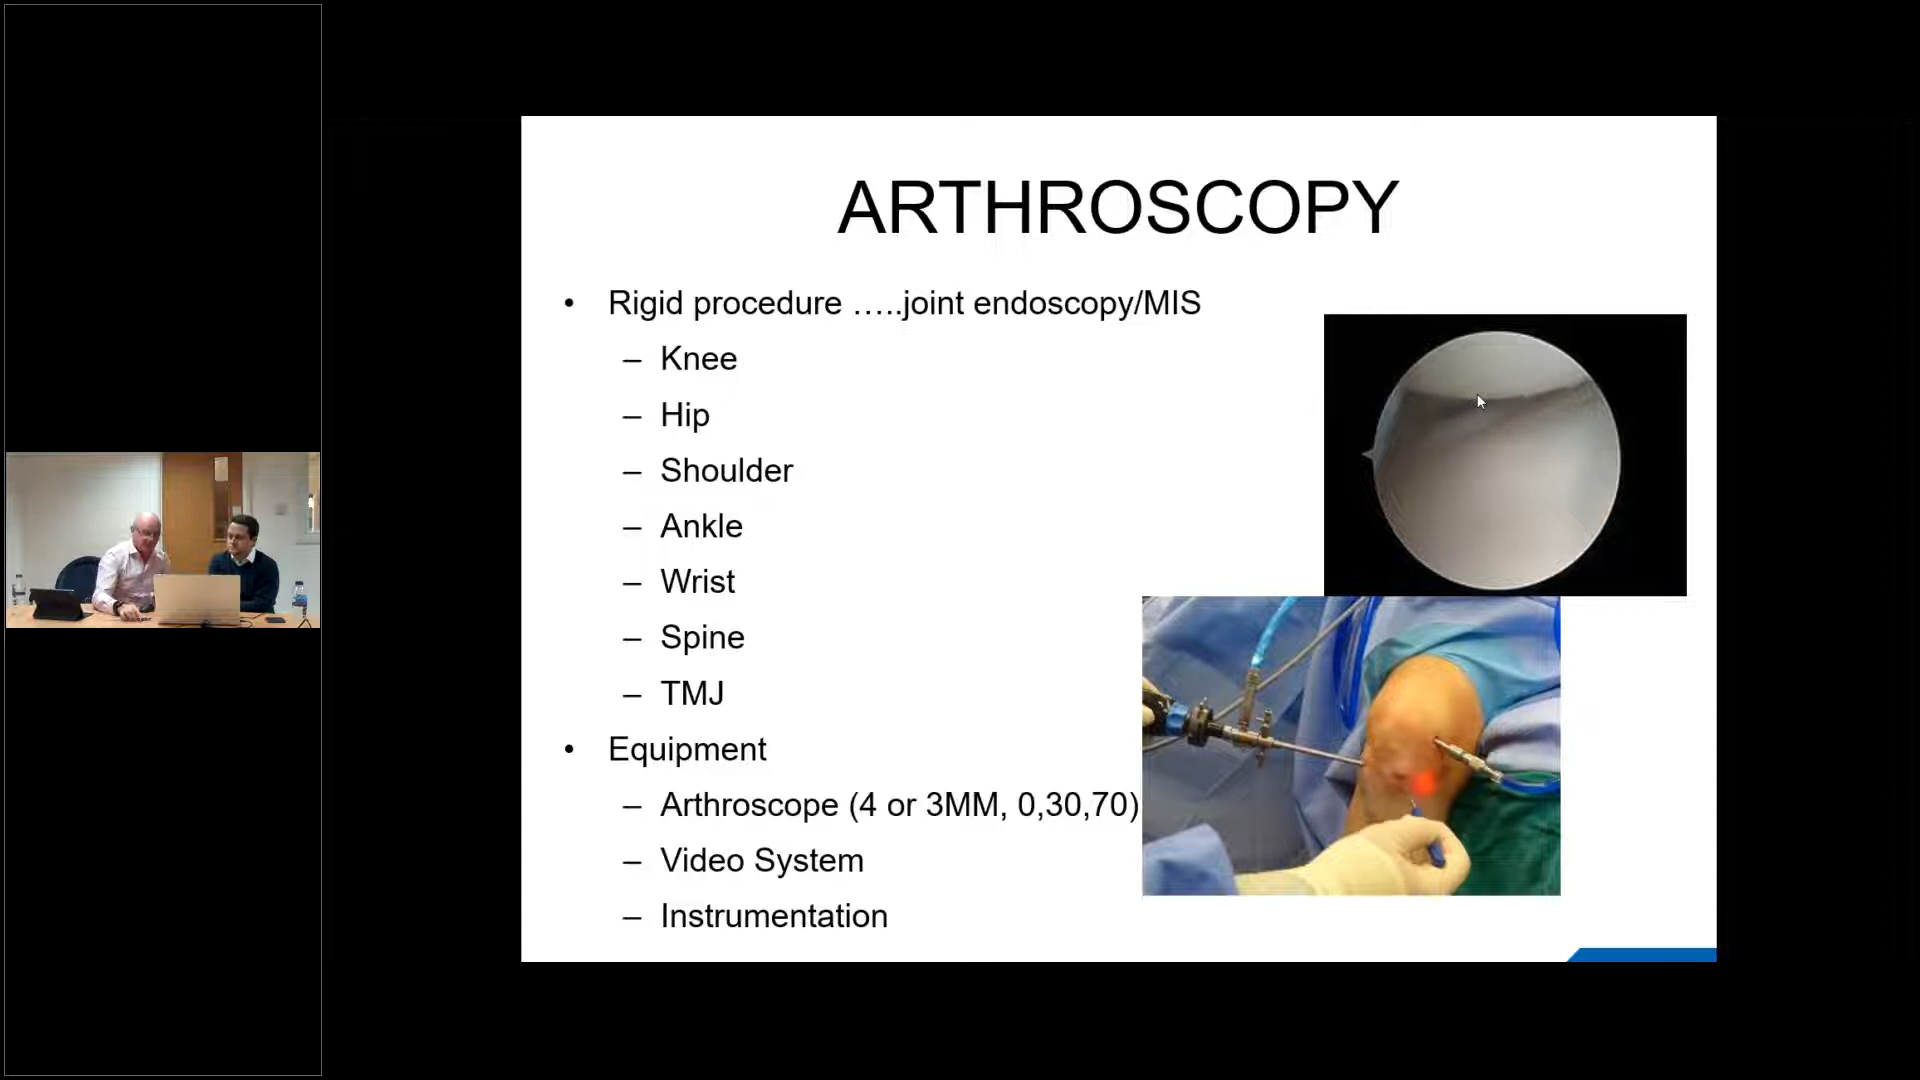 ARTHROSCOPY
• Rigid procedure …..joint endoscopy/MIS
– Knee
– Hip
– Shoulder
– Ankle
– Wrist
– Spine
– TMJ
• Equipment
– Arthroscope (4 or 3MM, 0,30,70)
– Video System
– Instrumentation